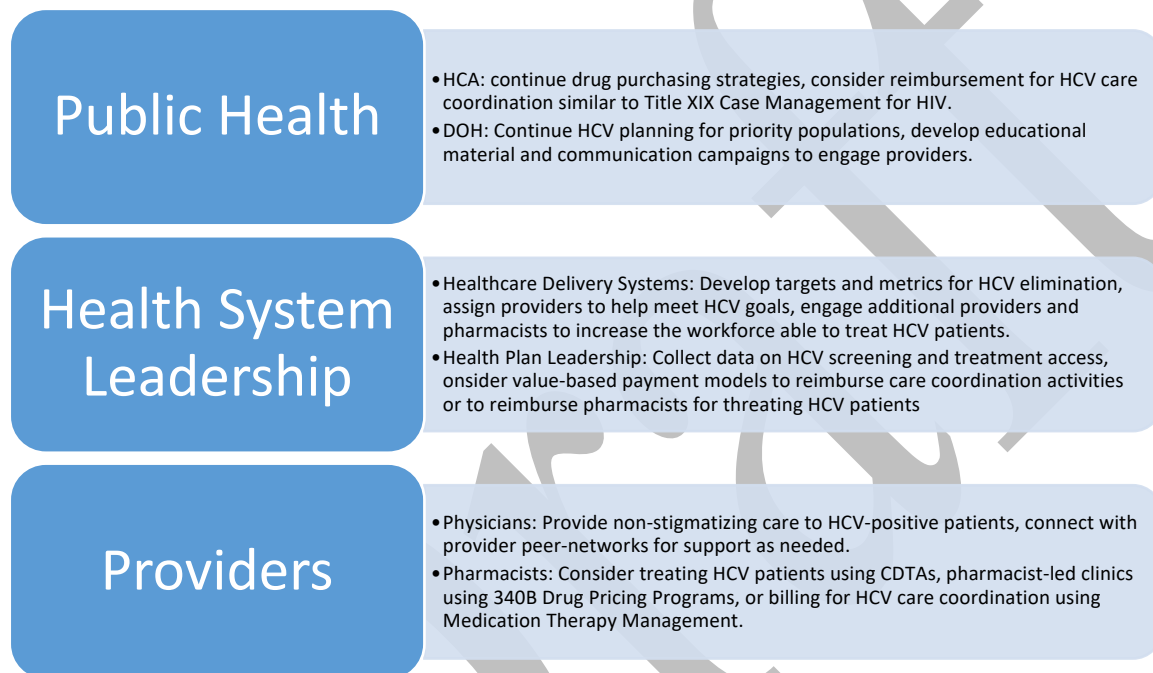 Public Health
•HCA: continue drug purchasing strategies, consider reimbursement for HCV care
coordination similar to Title XIX Case Management for HIV.
•DOH: Continue HCV planning for priority populations, develop educational
material and communication campaigns to engage providers.
Health System
Leadership
•Healthcare Delivery Systems: Develop targets and metrics for HCV elimination,
assign providers to help meet HCV goals, engage additional providers and
pharmacists to increase the workforce able to treat HCV patients.
•Health Plan Leadership: Collect data on HCV screening and treatment access,
onsider value-based payment models to reimburse care coordination activities
or to reimburse pharmacists for threating HCV patients
Providers
•Physicians: Provide non-stigmatizing care to HCV-positive patients, connect with
provider peer-networks for support as needed.
•Pharmacists: Consider treating HCV patients using CDTAs, pharmacist-led clinics
using 340B Drug Pricing Programs, or billing for HCV care coordination using
Medication Therapy Management.